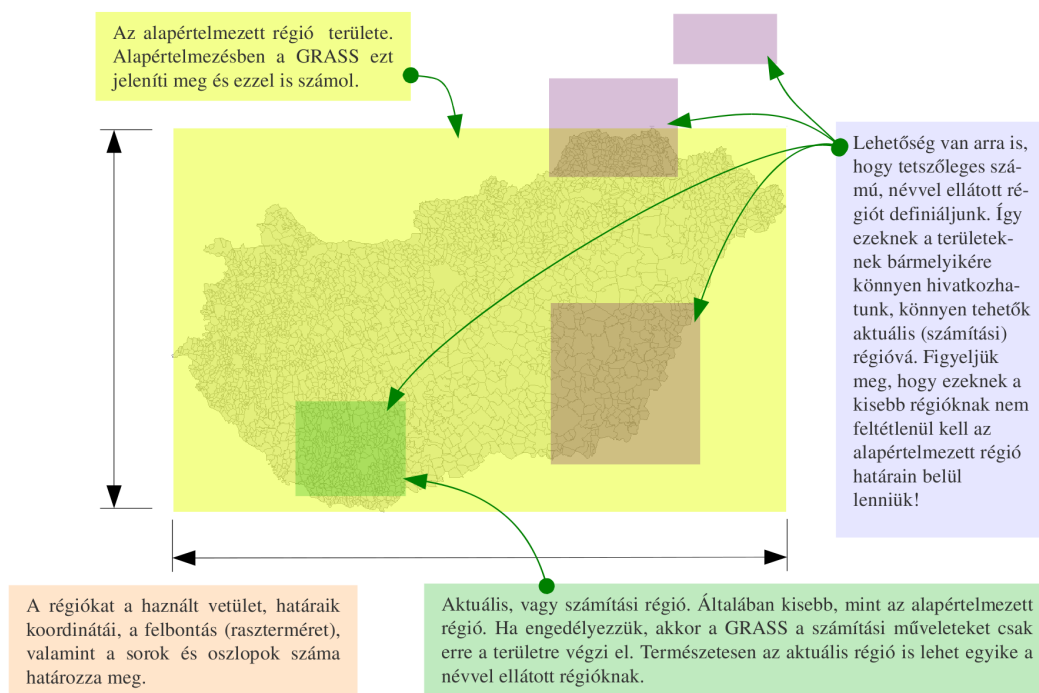 Az alapértelmezett régió területe.
Alapértelmezésben a GRASS ezt
jeleníti meg és ezzel is számol.
Lehetőség van arra is,
hogy tetszőleges szá-
mú, névvel ellátott ré-
giót definiáljunk. Így
ezeknek a területek-
nek bármelyikére
könnyen hivatkozha-
tunk, könnyen tehetők
aktuális (számítási)
régióvá. Figyeljük
meg, hogy ezeknek a
kisebb régióknak nem
feltétlenül kell az
alapértelmezett régió
határain belül
lenniük!
A régiókat a haznált vetület, határaik
koordinátái, a felbontás (raszterméret),
valamint a sorok és oszlopok száma
határozza meg.
Aktuális, vagy számítási régió. Általában kisebb, mint az alapértelmezett
régió. Ha engedélyezzük, akkor a GRASS a számítási műveleteket csak
erre a területre végzi el. Természetesen az aktuális régió is lehet egyike a
névvel ellátott régióknak.